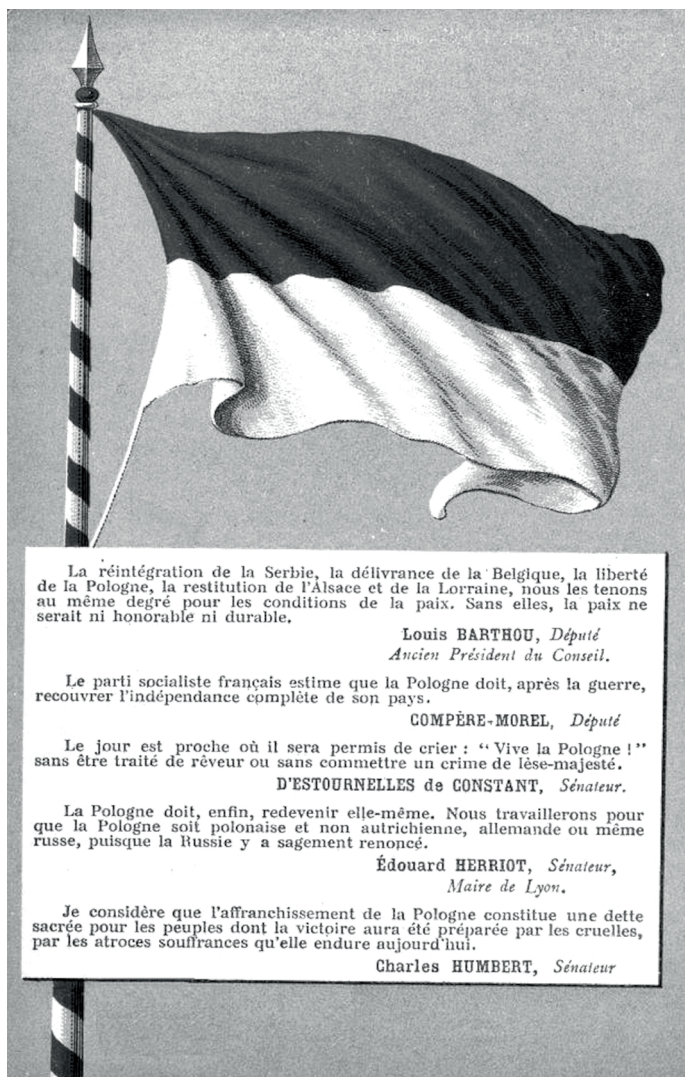 La réintégration de la Serbie, la délivrance de la Belgique, la liberté
de la Pologne, la restitution de l'Alsace et de la Lorraine, nous les tenons
au même degré pour les conditions de la paix. Sans elles, la paix ne
serait ni honorable ni durable.
Louis BARTHOU, Député
Ancien Président du Conseil.
Le parti socialiste français estime que la Pologne doit, après la guerre,
recouvrer l'indépendance complète de son pays.
COMPÈRE-MOREL, Député
Le jour est proche où il sera permis de crier : “ Vive la Pologne ! ”
sans être traité de rêveur ou sans commettre un crime de lèse-majesté.
D'ESTOURNELLES de CONSTANT, Sénateur.
La Pologne doit, enfin, redevenir elle-même. Nous travaillerons pour
que la Pologne soit polonaise et non autrichienne, allemande ou même
russe, puisque la Russie y a sagement renoncé.
Édouard HERRIOT, Sénateur,
Maire de Lyon.
Je considère que l'affranchissement de la Pologne constitue une dette
sacrée pour les peuples dont la victoire aura été préparée par les cruelles,
par les atroces souffrances qu'elle endure aujourd'hui.
Charles HUMBERT, Sénateur